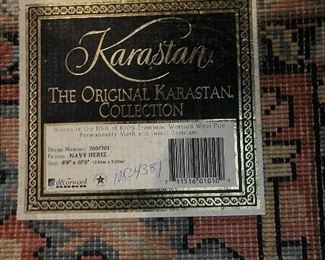 Karastan
THE ORIGINAL KARASTAN
COLLECTION
Woven in the USA of 100% Premium, Worsted Wool Pile
Permanently Moth and Insect Resistant
Design Number: 700/701
Pattern: NAVY HERIZ
Size: 8'8" x 10'6"
décorwool